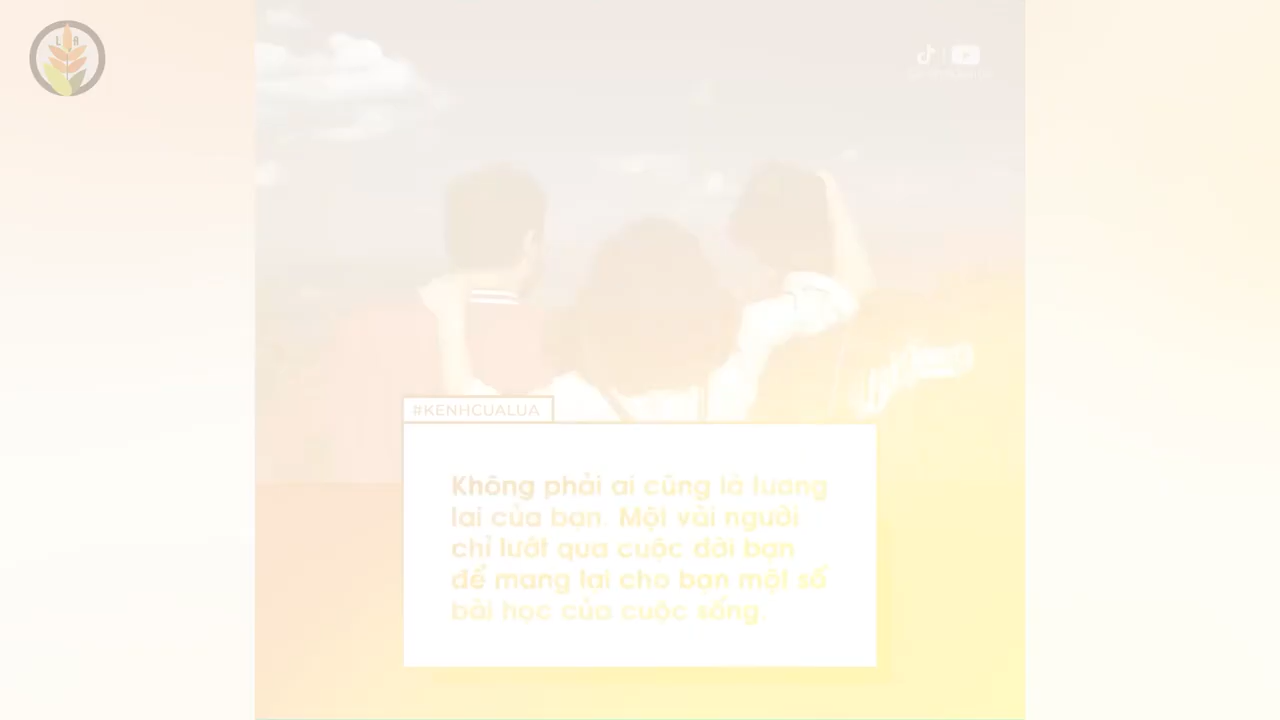 L A
#KENHCUALUA
Không phải ai cũng là tương
lai của bạn. Một vài người
chỉ lướt qua cuộc đời bạn
để mang lại cho bạn một số
bài học của cuộc sống.